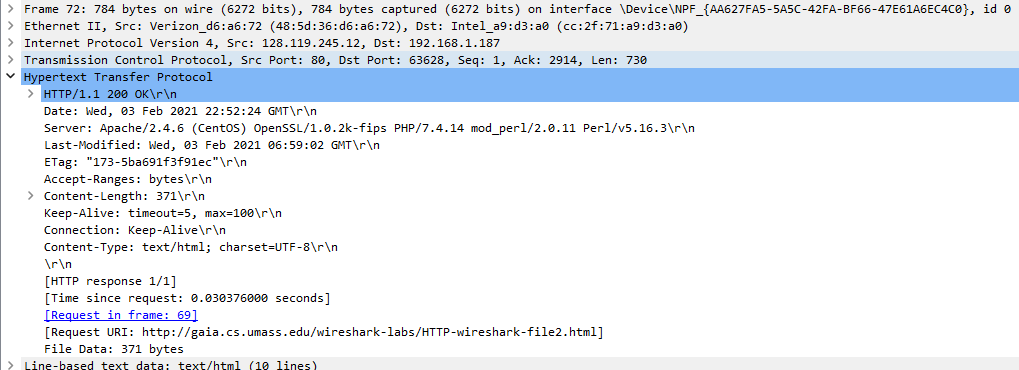 Frame 72: 784 bytes on wire (6272 bits), 784 bytes captured (6272 bits) on interface \Device\NPF_{AA627FA5-5A5C-42FA-BF66-47E61A6EC4C0}, id 0
Ethernet II, Src: Verizon_d6:a6:72 (48:5d:36:d6:a6:72), Dst: Intel_a9:d3:a0 (cc:2f:71:a9:d3:a0)
Internet Protocol Version 4, Src: 128.119.245.12, Dst: 192.168.1.187
Transmission Control Protocol, Src Port: 80, Dst Port: 63628, Seq: 1, Ack: 2914, Len: 730
Hypertext Transfer Protocol
HTTP/1.1 200 OK\r\n
Date: Wed, 03 Feb 2021 22:52:24 GMT\r\n
Server: Apache/2.4.6 (CentOS) OpenSSL/1.0.2k-fips PHP/7.4.14 mod_perl/2.0.11 Perl/v5.16.3\r\n
Last-Modified: Wed, 03 Feb 2021 06:59:02 GMT\r\n
ETag: "173-5ba691f3f91ec"\r\n
Accept-Ranges: bytes\r\n
Content-Length: 371\r\n
Keep-Alive: timeout=5, max=100\r\n
Connection: Keep-Alive\r\n
Content-Type: text/html; charset=UTF-8\r\n
\r\n
[HTTP response 1/1]
[Time since request: 0.030376000 seconds]
[Request in frame: 69]
[Request URI: http://gaia.cs.umass.edu/wireshark-labs/HTTP-wireshark-file2.html]
File Data: 371 bytes
Line-based text data: text/html (10 lines)